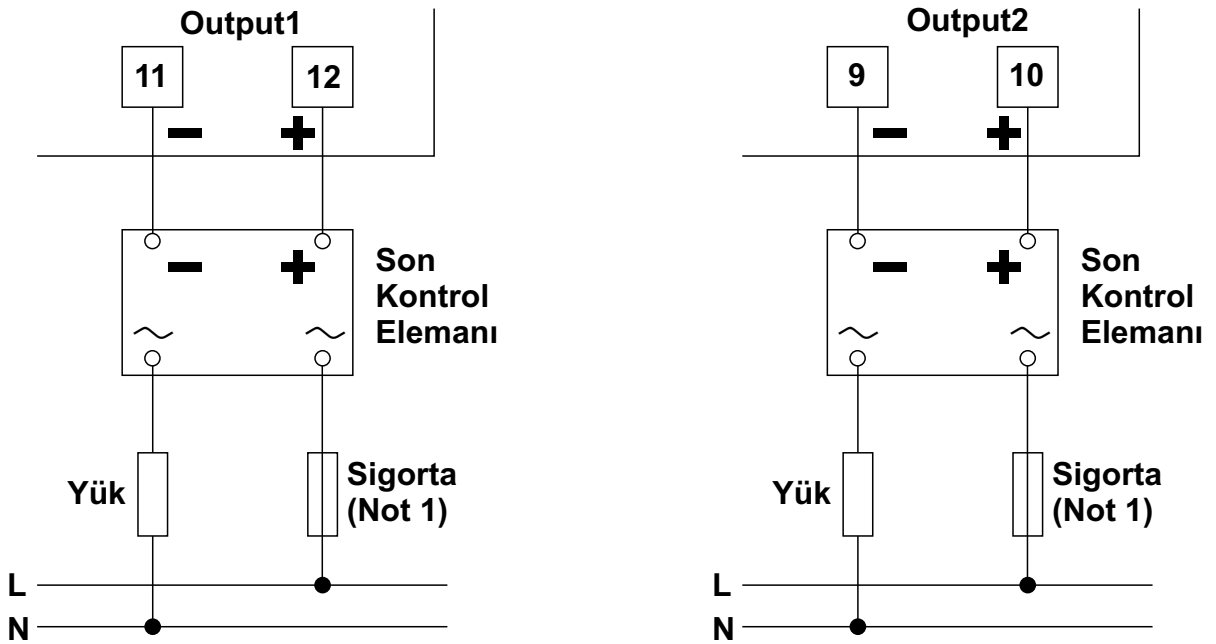 Output1
11
12
Son
Kontrol
Elemanı
Yük
Sigorta
(Not 1)
L
N
Output2
9
10
Son
Kontrol
Elemanı
Yük
Sigorta
(Not 1)
L
N